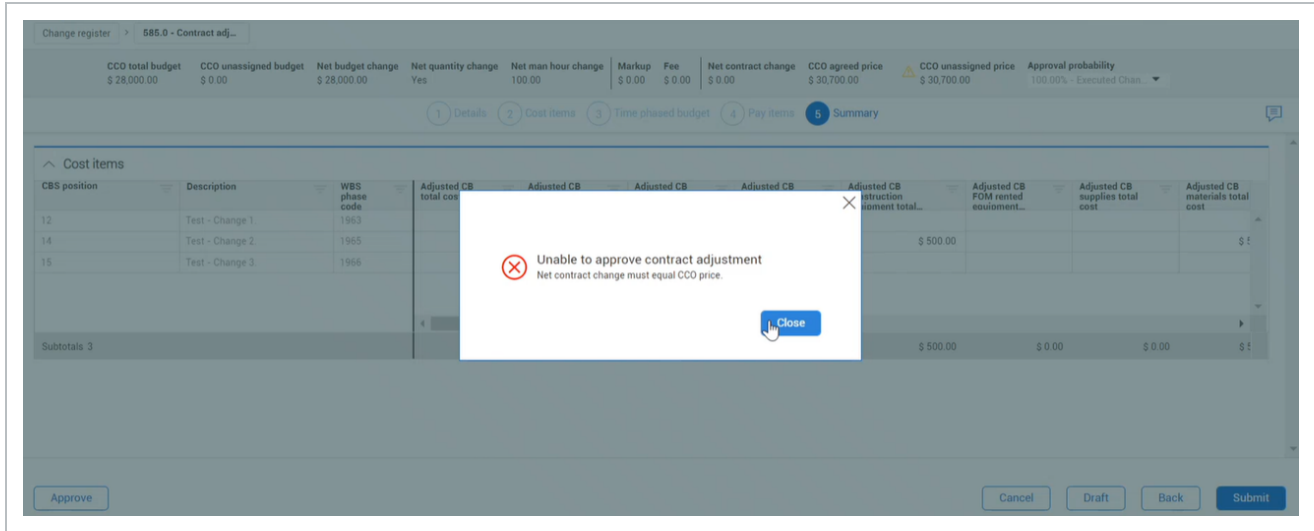 Change register > 585.0 - Contract adj...
CCO total budget CCO unassigned budget Net budget change Net quantity change Net man hour change Markup Fee Net contract change CCO agreed price CCO unassigned price Approval probability
$ 28,000.00 $ 0.00 $ 28,000.00 Yes 100.00 $ 0.00 $ 0.00 $ 0.00 $ 30,700.00 $ 30,700.00 100.00% - Executed Chan...
1 Details 2 Cost items 3 Time phased budget 4 Pay items 5 Summary
Cost items
CBS position Description WBS phase code Adjusted CB total cos Adjusted CB Adjusted CB Adjusted CB Adjusted CB
Adjusted CB FOM rented equipment... Adjusted CB supplies total cost Adjusted CB materials total cost
12 Test - Change 1. 1963
14 Test - Change 2. 1965 $ 500.00
15 Test - Change 3. 1966
Unable to approve contract adjustment
Net contract change must equal CCO price.
Close
Subtotals 3 $ 500.00 $ 0.00 $ 0.00
Approve Cancel Draft Back Submit